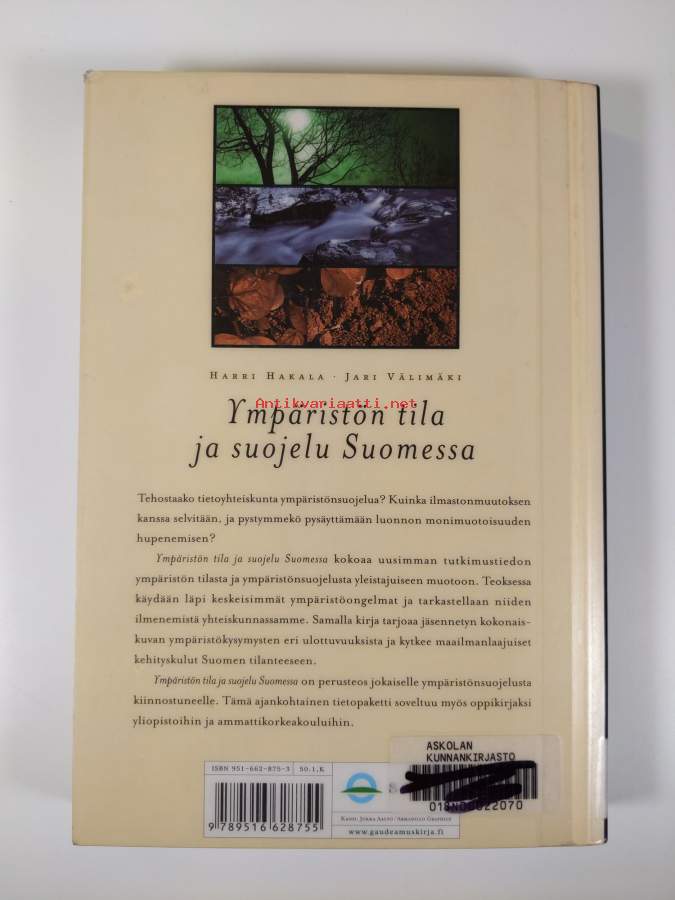 HARRI HAKALA · JARI VÄLIMÄKI
Antikvariaatti.net
Ympäristön tila
ja suojelu Suomessa
Tehostaako tietoyhteiskunta ympäristönsuojelua? Kuinka ilmastonmuutoksen
kanssa selvitään, ja pystymmekö pysäyttämään luonnon monimuotoisuuden
hupenemisen?
Ympäristön tila ja suojelu Suomessa kokoaa uusimman tutkimustiedon
ympäristön tilasta ja ympäristönsuojelusta yleistajuiseen muotoon. Teoksessa
käydään läpi keskeisimmät ympäristöongelmat ja tarkastellaan niiden
ilmenemistä yhteiskunnassamme. Samalla kirja tarjoaa jäsennetyn kokonais-
kuvan ympäristökysymysten eri ulottuvuuksista ja kytkee maailmanlaajuiset
kehityskulut Suomen tilanteeseen.
Ympäristön tila ja suojelu Suomessa on perusteos jokaiselle ympäristönsuojelusta
kiinnostuneelle. Tämä ajankohtainen tietopaketti soveltuu myös oppikirjaksi
yliopistoihin ja ammattikorkeakouluihin.
ASKOLAN
KUNNANKIRJASTO
ISBN 951-662-875-3
50.1,K
9 789516 628755
KANSI: JUKKA AALTO/ARMADILLO GRAPHICS
www.gaudeamuskirja.fi